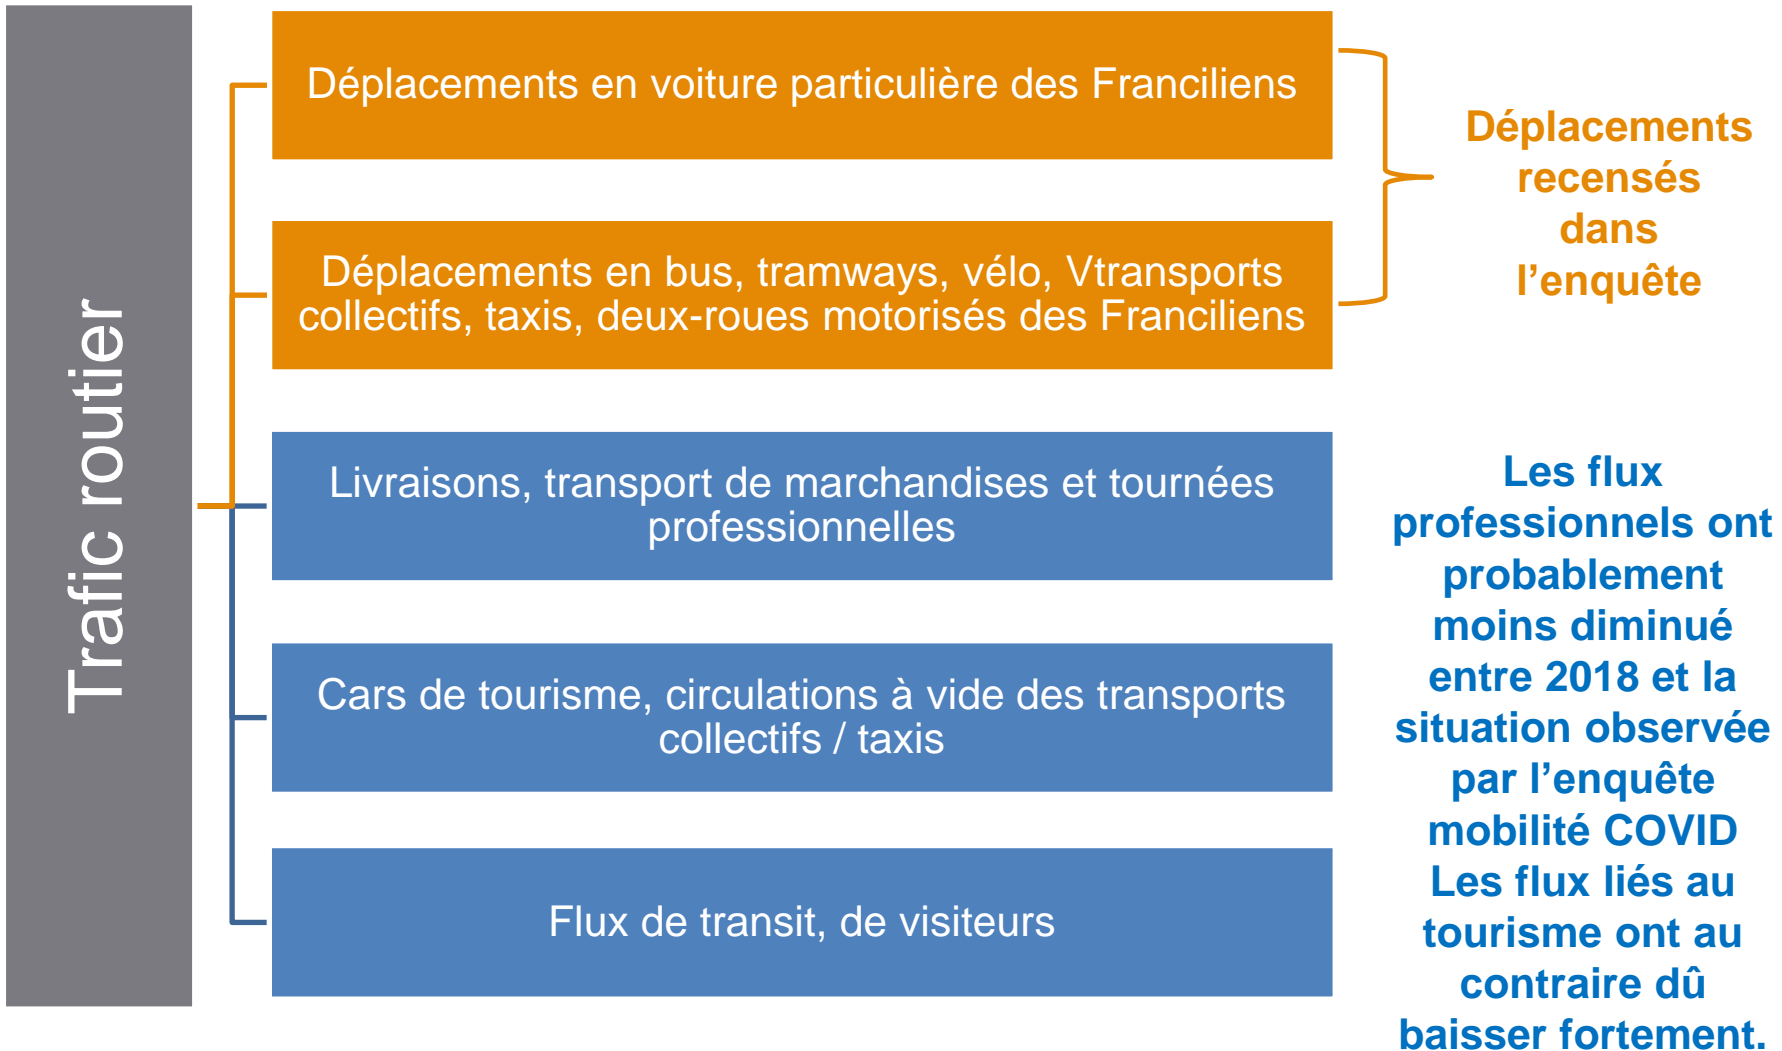 Trafic routier
Déplacements en voiture particulière des Franciliens
Déplacements en bus, tramways, vélo, Vtransports
collectifs, taxis, deux-roues motorisés des Franciliens
Déplacements
recensés
dans
l’enquête
Livraisons, transport de marchandises et tournées
professionnelles
Cars de tourisme, circulations à vide des transports
collectifs / taxis
Flux de transit, de visiteurs
Les flux
professionnels ont
probablement
moins diminué
entre 2018 et la
situation observée
par l’enquête
mobilité COVID
Les flux liés au
tourisme ont au
contraire dû
baisser fortement.